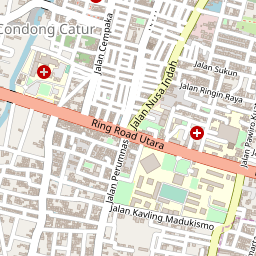 Condong Catur
Jalan Cempaka
Jalan Nusa Indah
Jalan Sukun
Jalan Ringin Raya
Ring Road Utara
Jalan Perumnas
Jalan Kavling Madukismo